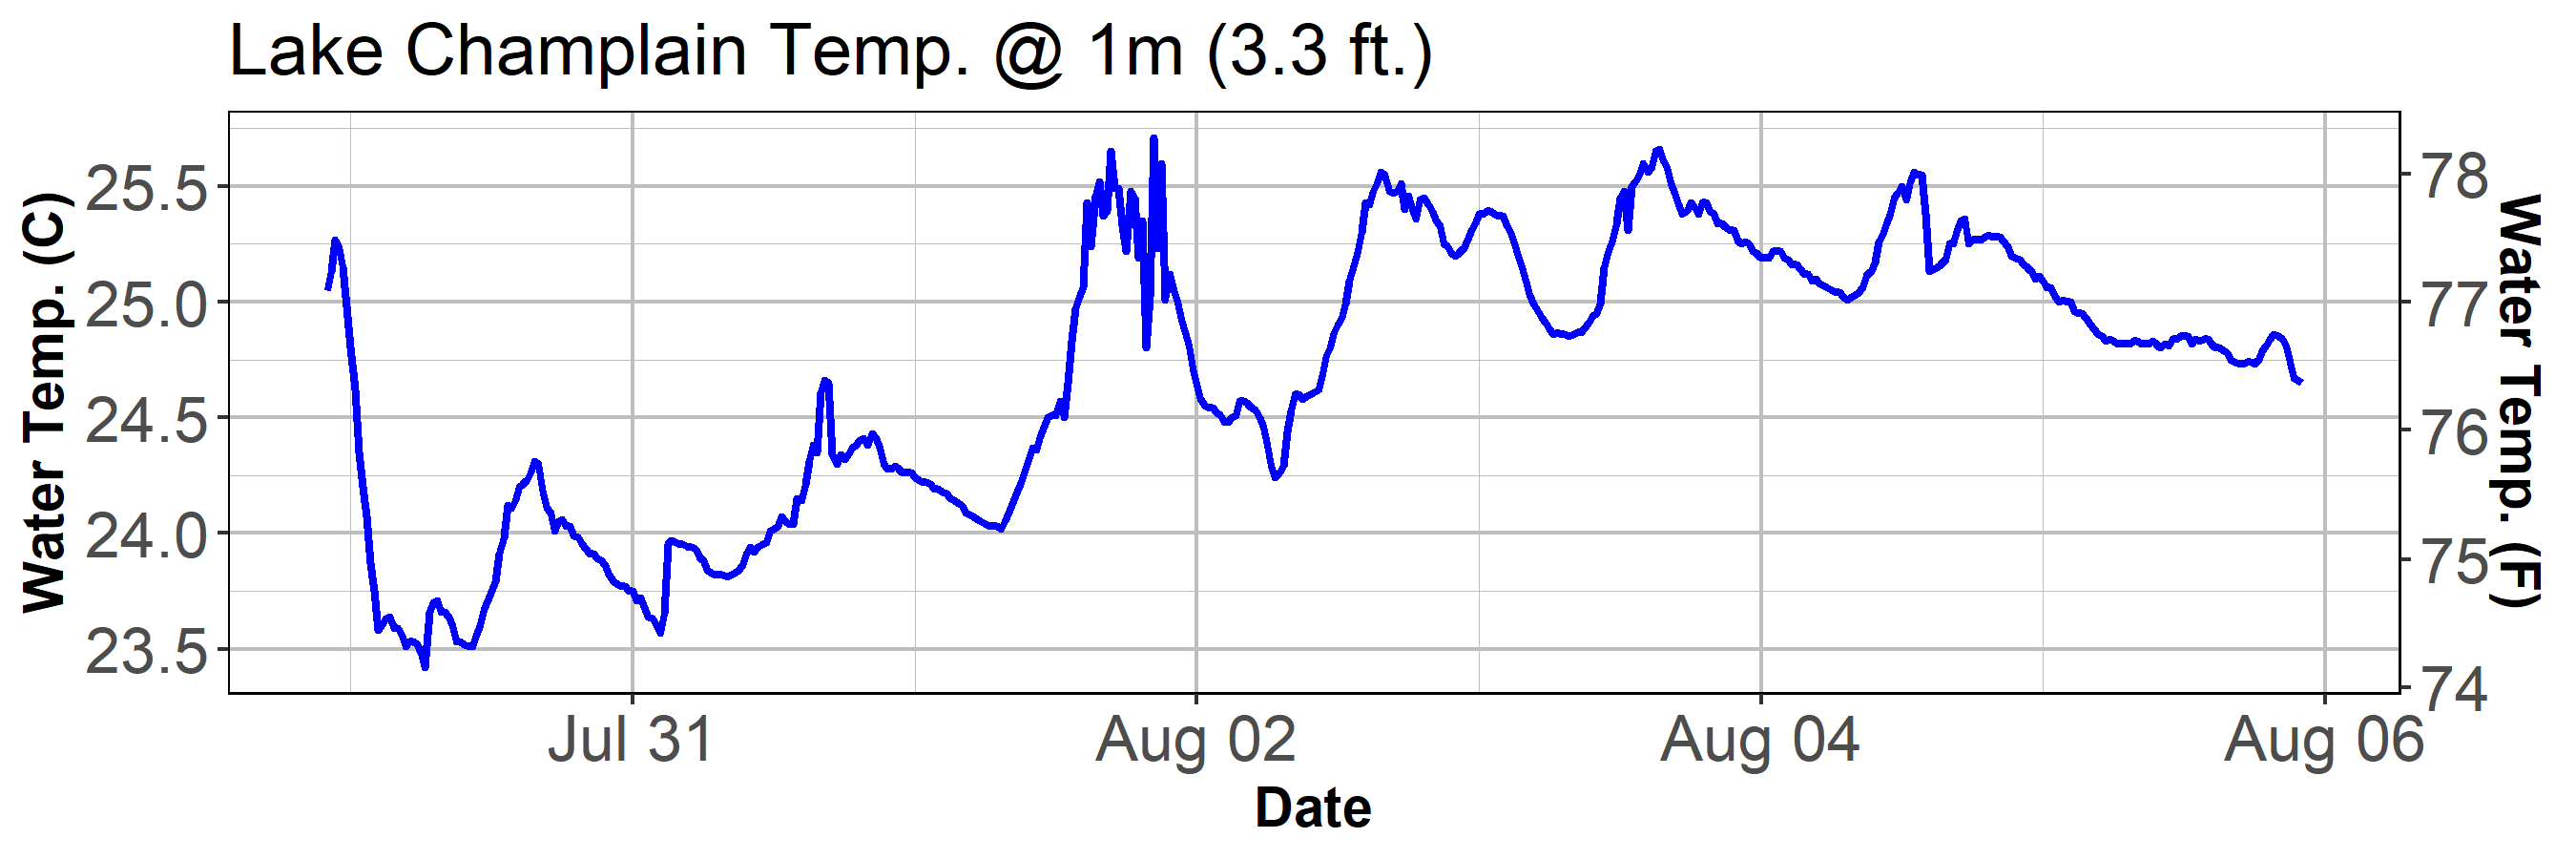 Lake Champlain Temp. @ 1m (3.3 ft.)
Water Temp. (C)
25.5
25.0
24.5
24.0
23.5
78
77
76
75
74
Water Temp. (F)
Jul 31
Aug 02
Aug 04
Aug 06
Date